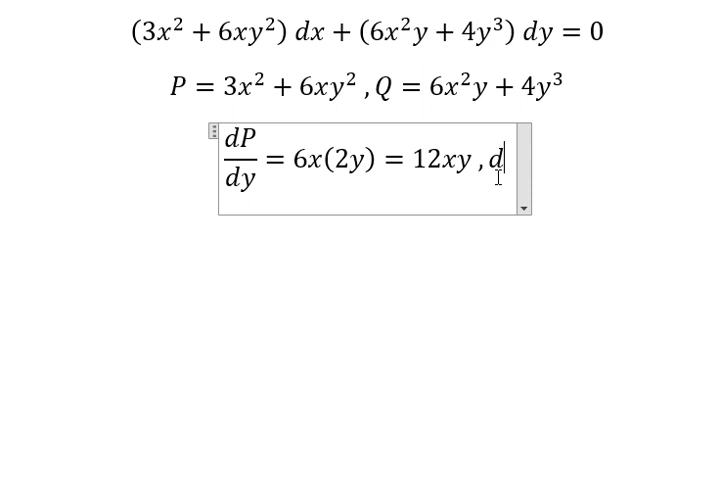 (3x² + 6xy²) dx + (6x²y + 4y³) dy = 0
P = 3x² + 6xy² , Q = 6x²y + 4y³
dP/dy = 6x(2y) = 12xy , d